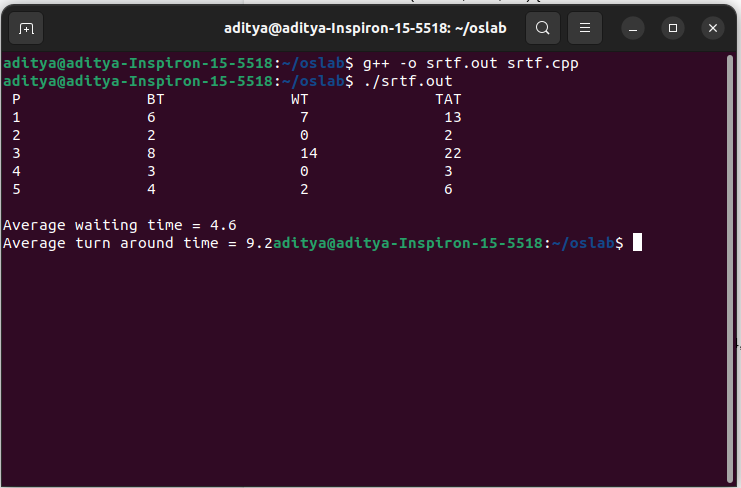 aditya@aditya-Inspiron-15-5518: ~/oslab
aditya@aditya-Inspiron-15-5518:~/oslab$ g++ -o srtf.out srtf.cpp
aditya@aditya-Inspiron-15-5518:~/oslab$ ./srtf.out
P BT WT TAT
1 6 7 13
2 2 0 2
3 8 14 22
4 3 0 3
5 4 2 6
Average waiting time = 4.6
Average turn around time = 9.2aditya@aditya-Inspiron-15-5518:~/oslab$